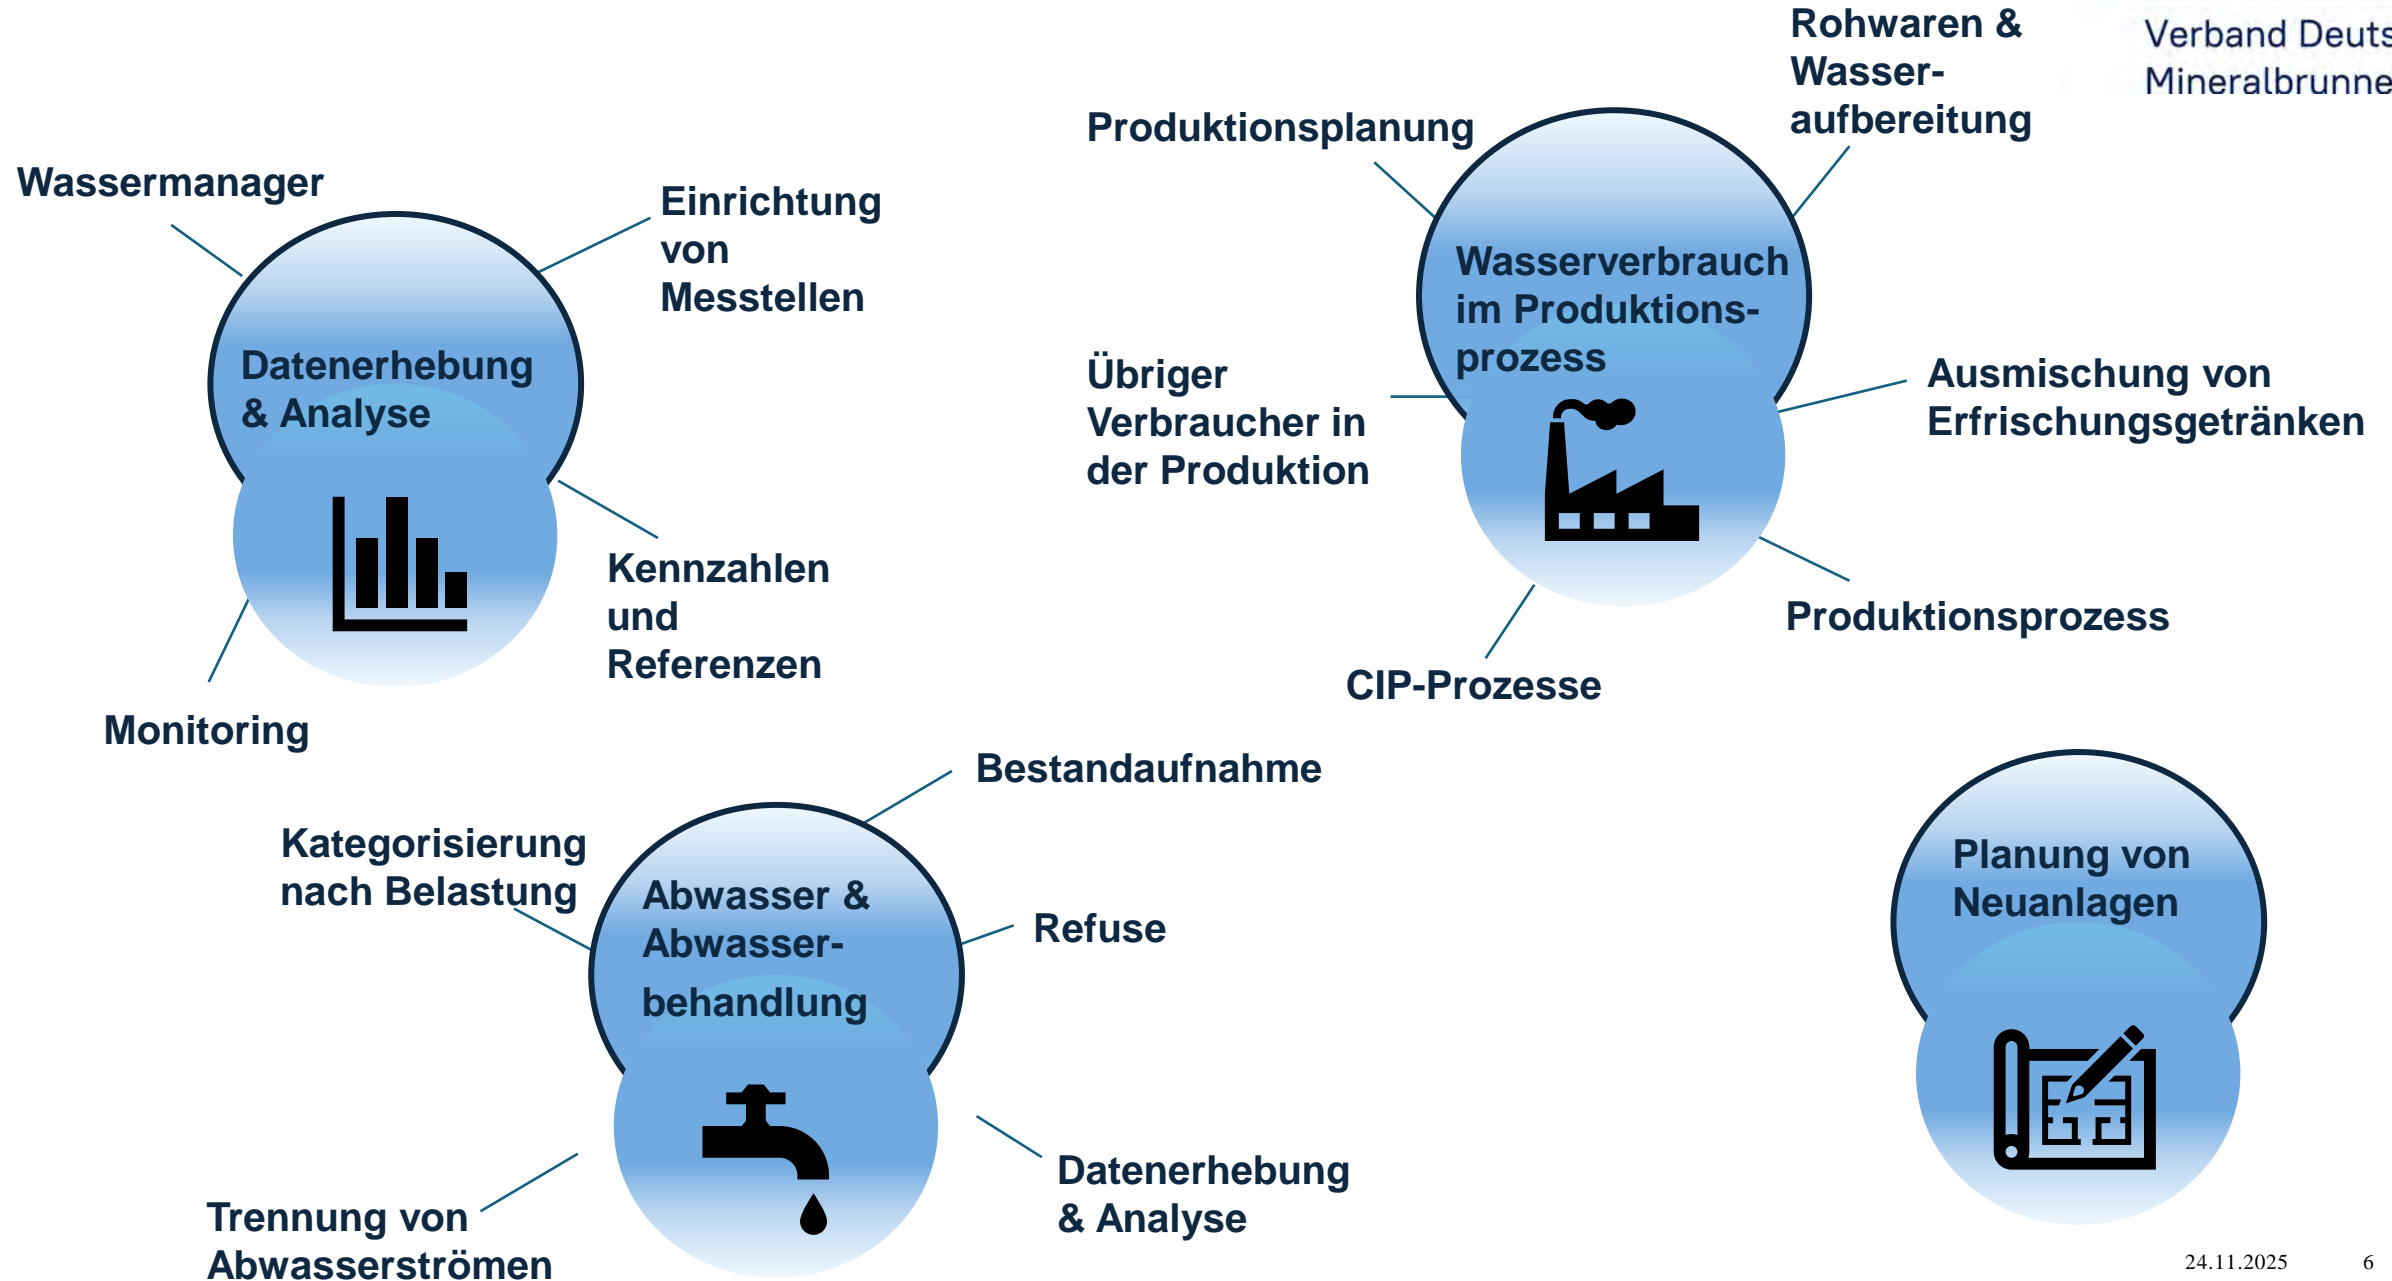 Verband Deuts
Mineralbrunne
Wassermanager
Einrichtung
von
Messtellen
Datenerhebung
& Analyse
Kennzahlen
und
Referenzen
Monitoring
Produktionsplanung
Rohwaren &
Wasser-
aufbereitung
Wasserverbrauch
im Produktions-
prozess
Übriger
Verbraucher in
der Produktion
Ausmischung von
Erfrischungsgetränken
Produktionsprozess
CIP-Prozesse
Bestandaufnahme
Kategorisierung
nach Belastung
Abwasser &
Abwasser-
behandlung
Refuse
Datenerhebung
& Analyse
Trennung von
Abwasserströmen
Planung von
Neuanlagen
24.11.2025 6